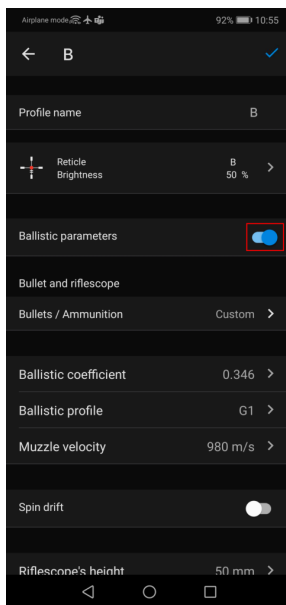 Airplane mode 92% 10:55
B
Profile name B
Reticle B
Brightness 50 %
Ballistic parameters
Bullet and riflescope
Bullets / Ammunition Custom
Ballistic coefficient 0.346
Ballistic profile G1
Muzzle velocity 980 m/s
Spin drift
Riflescope's height 50 mm